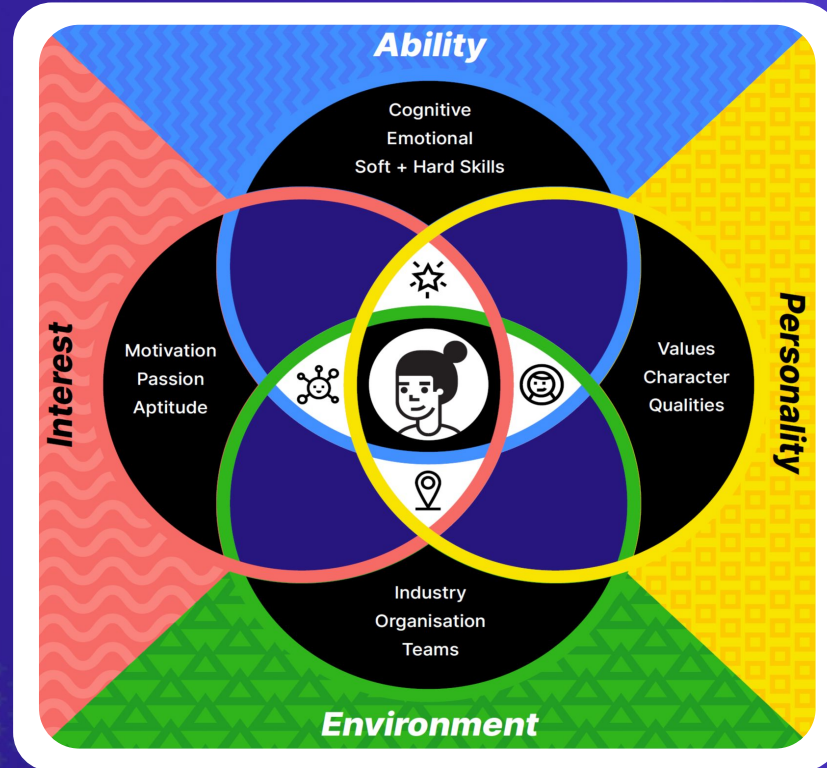 Ability
Cognitive
Emotional
Soft + Hard Skills
Interest
Motivation
Passion
Aptitude
Values
Character
Qualities
Personality
Industry
Organisation
Teams
Environment